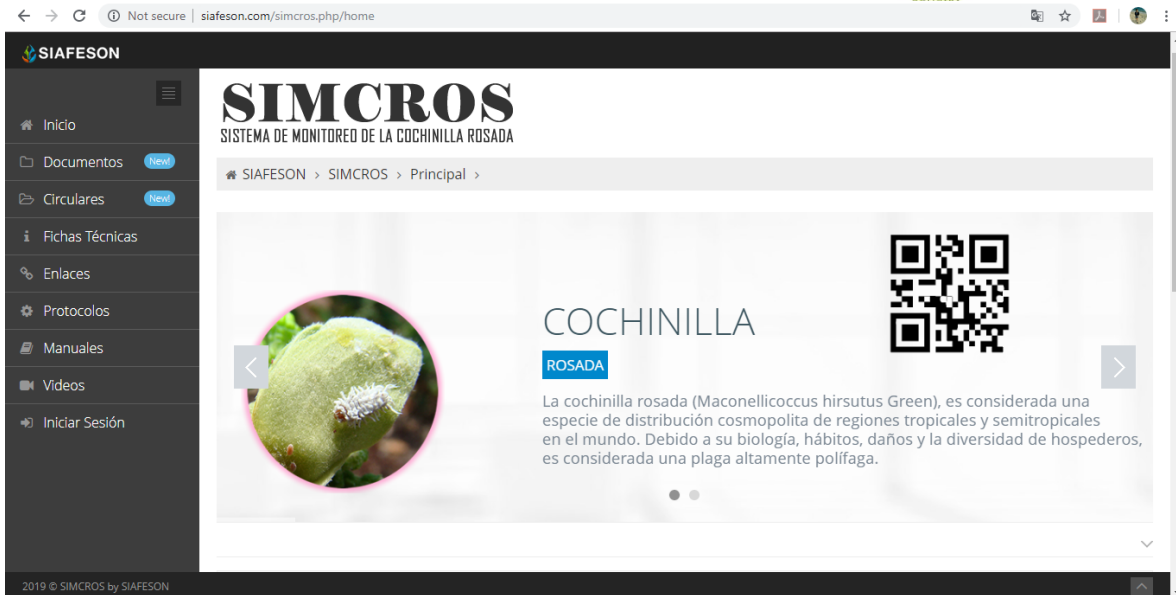 Not secure | siafeson.com/simcros.php/home
SIAFESON
Inicio
Documentos New!
Circulares New!
Fichas Técnicas
Enlaces
Protocolos
Manuales
Videos
Iniciar Sesión
SIMCROS
SISTEMA DE MONITOREO DE LA COCHINILLA ROSADA
SIAFESON > SIMCROS > Principal >
COCHINILLA
ROSADA
La cochinilla rosada (Maconellicoccus hirsutus Green), es considerada una
especie de distribución cosmopolita de regiones tropicales y semitropicales
en el mundo. Debido a su biología, hábitos, daños y la diversidad de hospederos,
es considerada una plaga altamente polífaga.
2019 © SIMCROS by SIAFESON